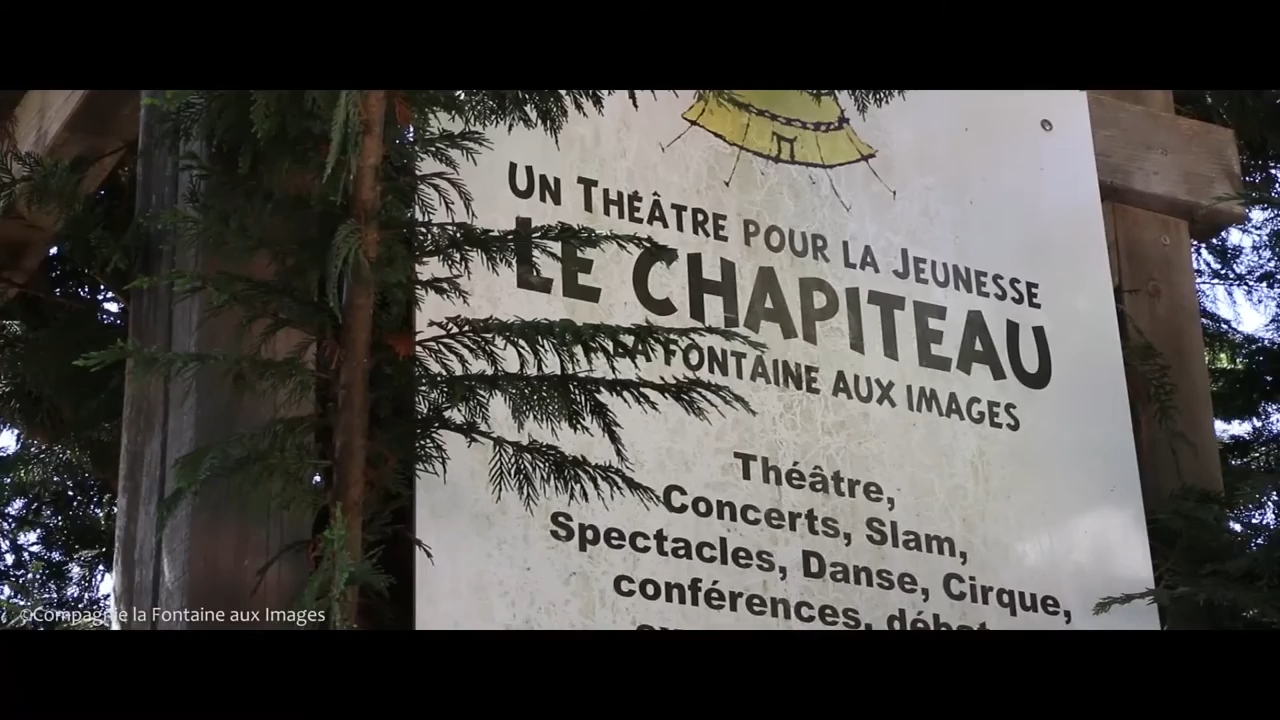 Un Théâtre pour la Jeunesse
Le Chapiteau
La Fontaine aux Images
Théâtre,
Concerts, Slam,
Spectacles, Danse, Cirque,
conférences,
©Compagnie la Fontaine aux Images